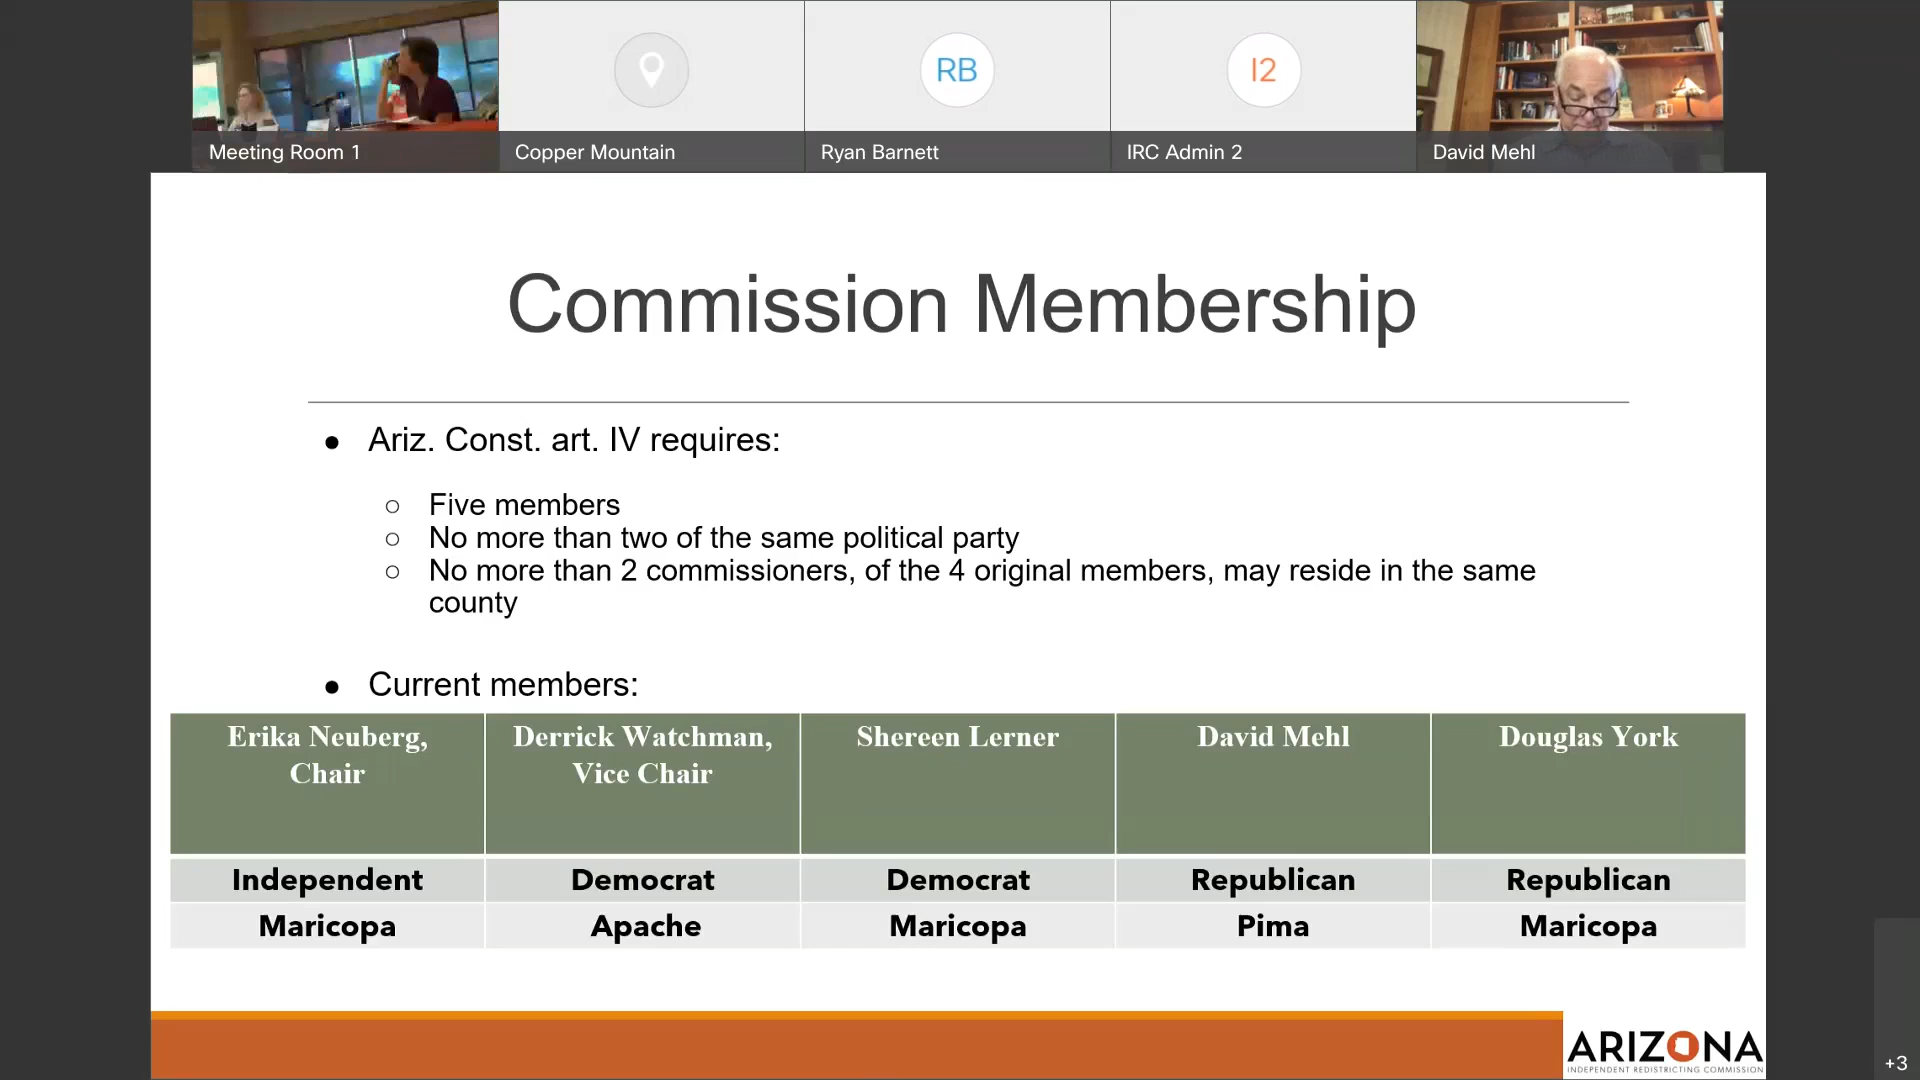 Meeting Room 1
Copper Mountain
RB
Ryan Barnett
I2
IRC Admin 2
David Mehl
Commission Membership
● Ariz. Const. art. IV requires:
○ Five members
○ No more than two of the same political party
○ No more than 2 commissioners, of the 4 original members, may reside in the same
county
● Current members:
Erika Neuberg,
Chair
Derrick Watchman,
Vice Chair
Shereen Lerner
David Mehl
Douglas York
Independent
Democrat
Democrat
Republican
Republican
Maricopa
Apache
Maricopa
Pima
Maricopa
ARIZONA
INDEPENDENT REDISTRICTING COMMISSION
+3